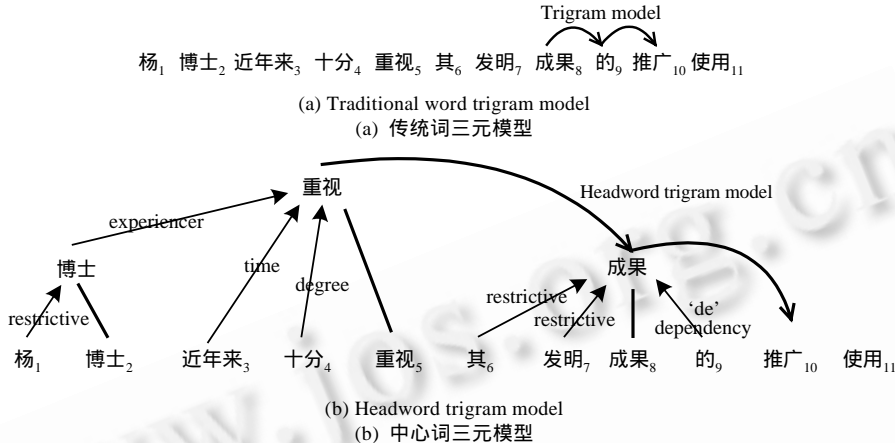 Trigram model
杨1 博士2 近年来3 十分4 重视5 其6 发明7 成果8 的9 推广10 使用11
(a) Traditional word trigram model
(a) 传统词三元模型
重视
Headword trigram model
experiencer
博士 time 成果
degree
restrictive restrictive restrictive 'de' dependency
杨1 博士2 近年来3 十分4 重视5 其6 发明7 成果8 的9 推广10 使用11
(b) Headword trigram model
(b) 中心词三元模型
www.jos.org.cn